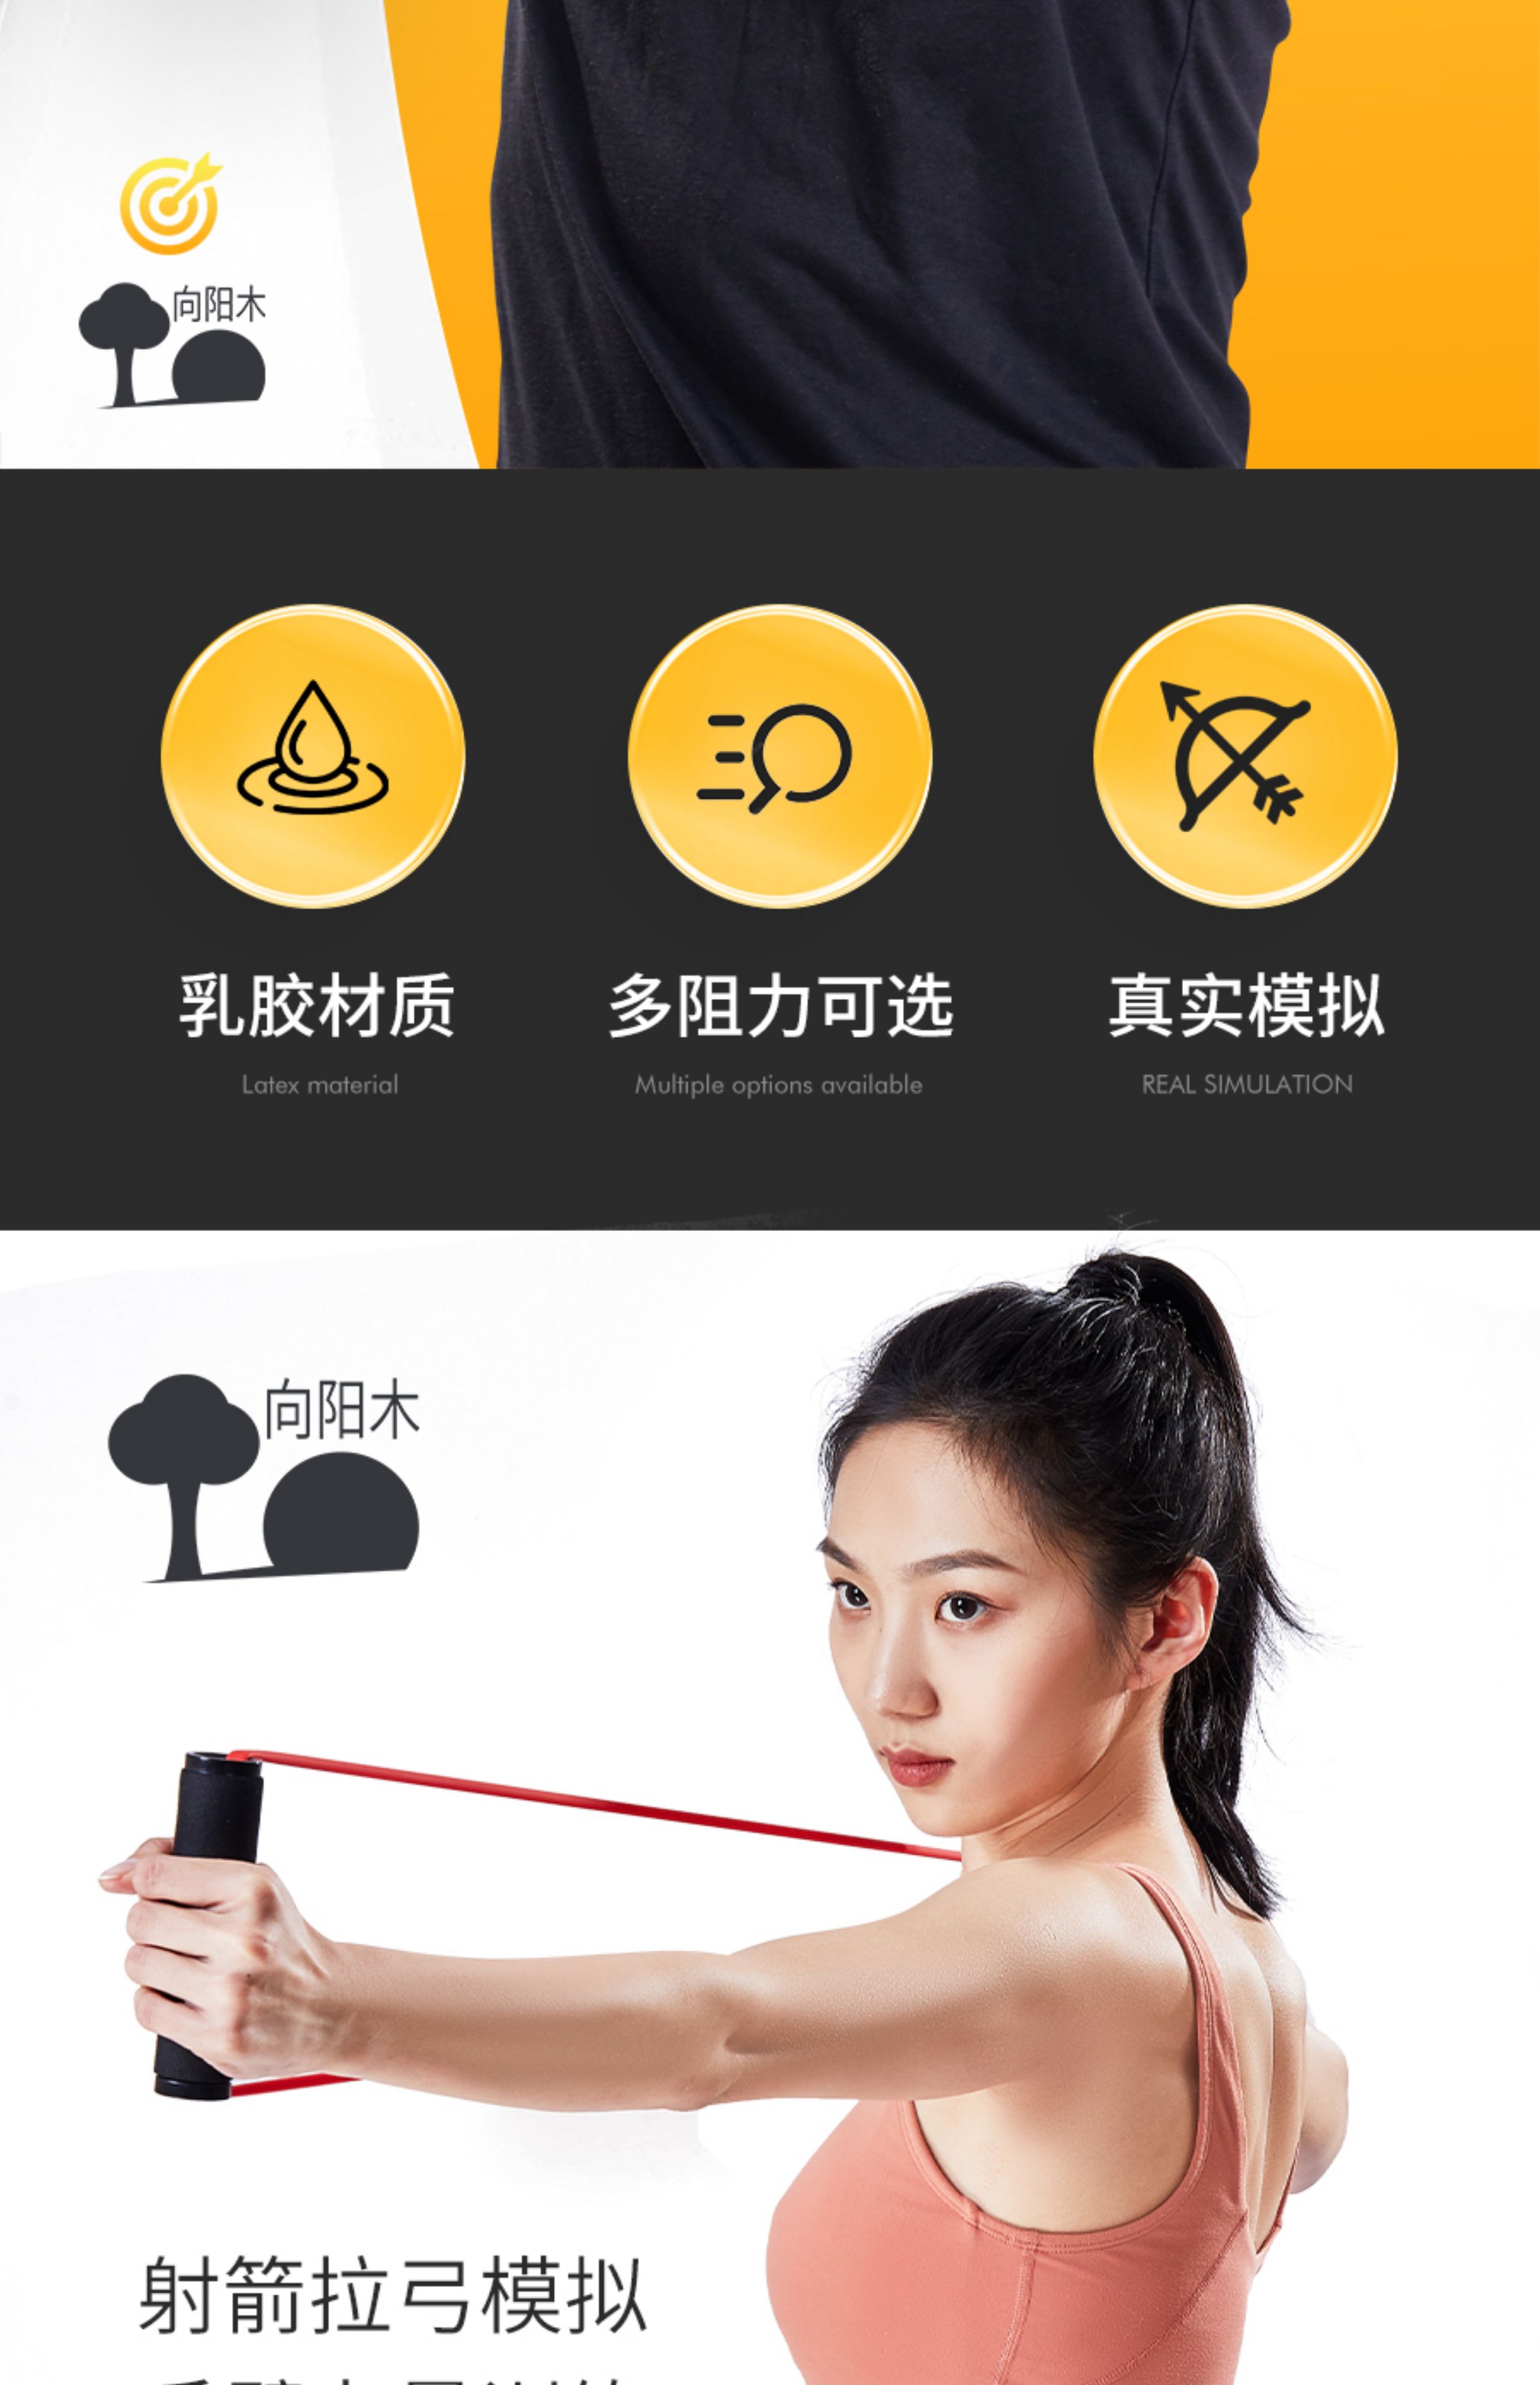 向阳木
乳胶材质
多阻力可选
真实模拟
Latex material
Multiple options available
REAL SIMULATION
向阳木
射箭拉弓模拟